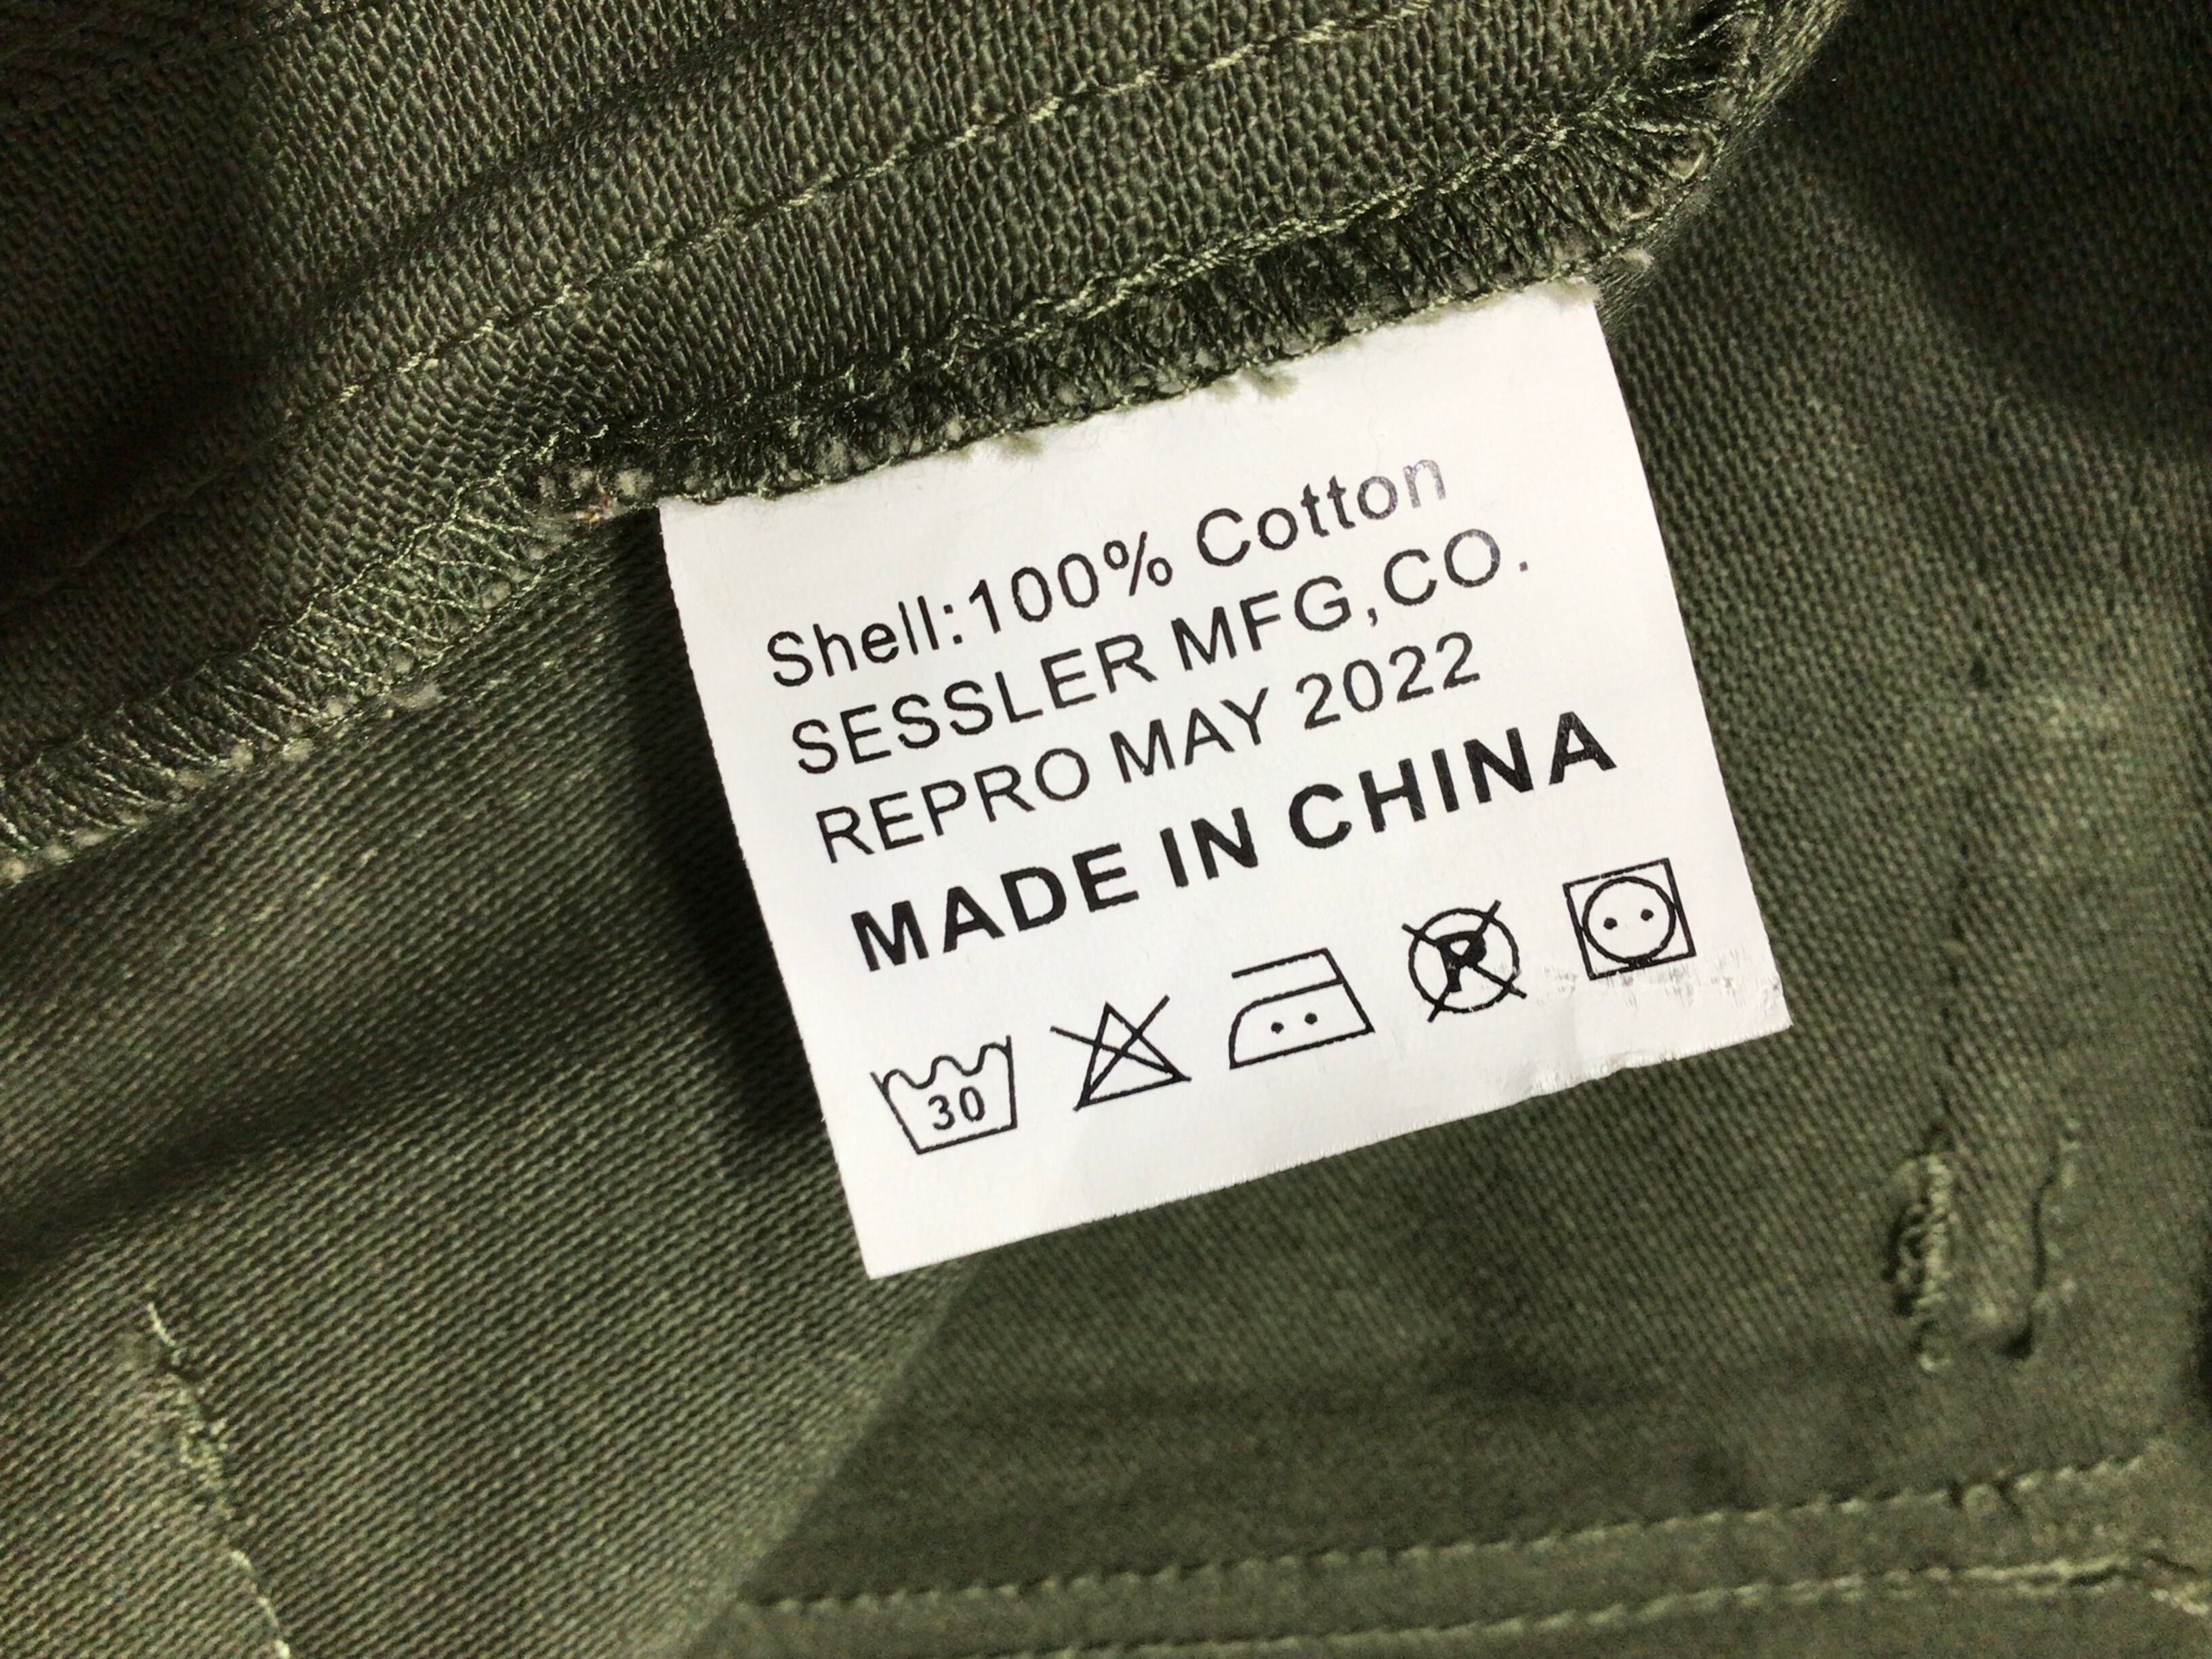 Shell:100% Cotton
SESSLER MFG,CO.
REPRO MAY 2022
MADE IN CHINA
30 P